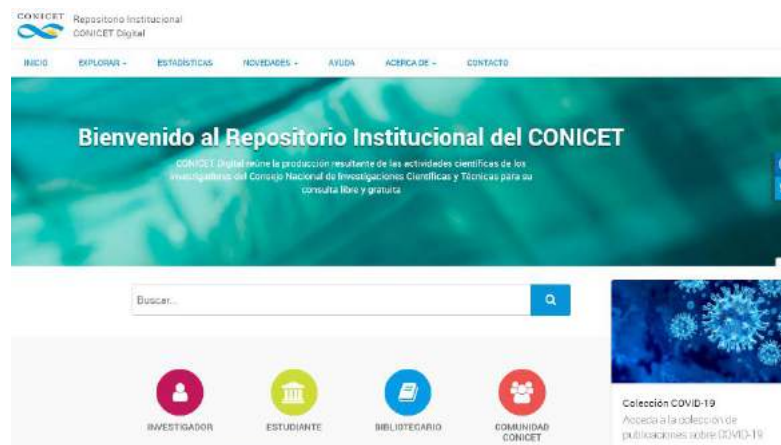 CONICET
Repositorio Institucional
CONICET Digital
INICIO EXPLORAR ESTADÍSTICAS NOVEDADES AYUDA ACERCA DE CONTACTO
Bienvenido al Repositorio Institucional del CONICET
CONICET Digital reúne la producción resultante de las actividades científicas de los
investigadores del Consejo Nacional de Investigaciones Científicas y Técnicas para su
consulta libre y gratuita
Buscar...
INVESTIGADOR
ESTUDIANTE
BIBLIOTECARIO
COMUNIDAD
CONICET
Colección COVID-19
Acceda a la colección de
publicaciones sobre COVID-19